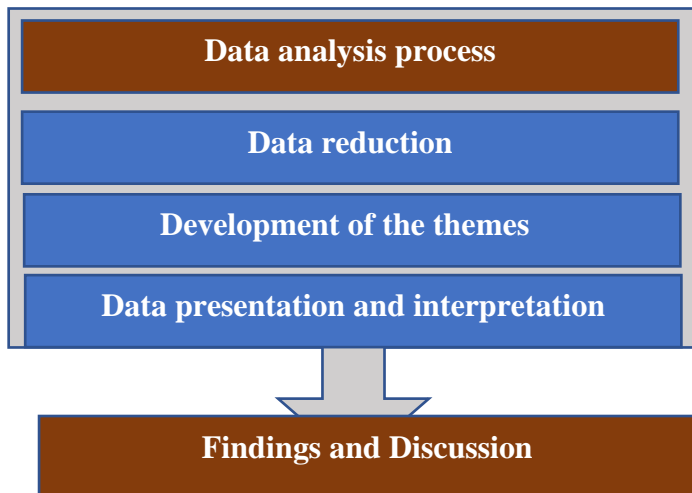 Data analysis process
Data reduction
Development of the themes
Data presentation and interpretation
Findings and Discussion